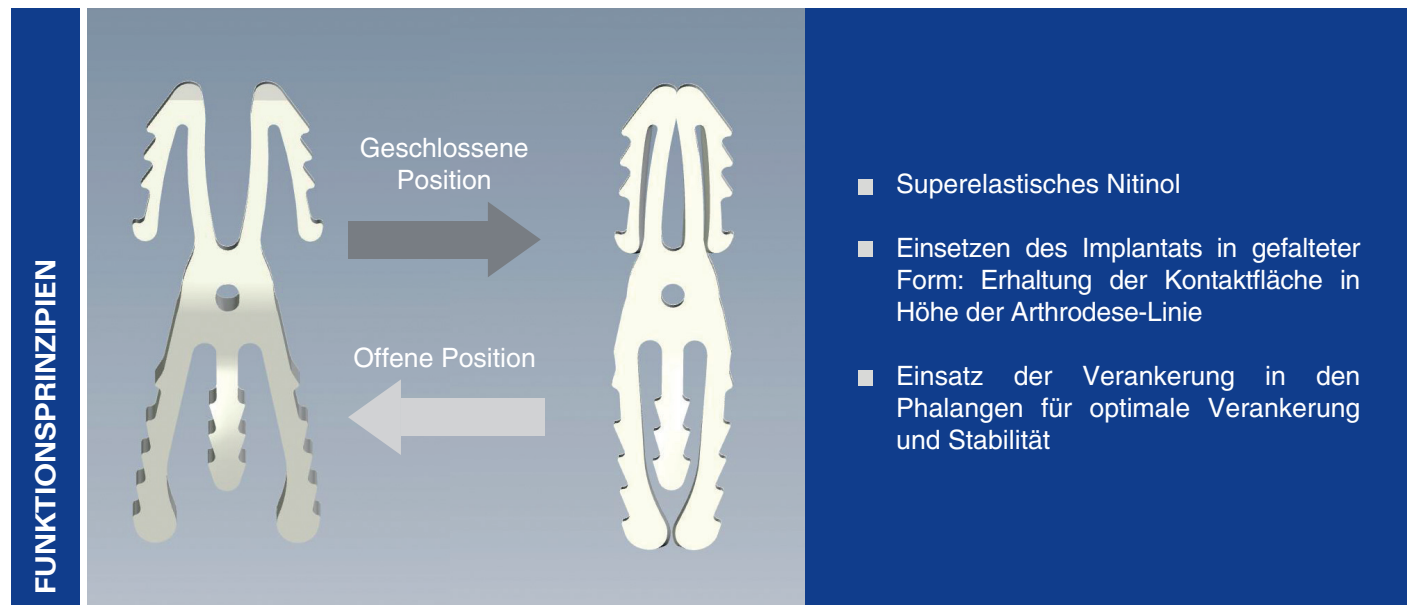 FUNKTIONSPRINZIPIEN
Geschlossene
Position
Offene Position
Superelastisches Nitinol
Einsetzen des Implantats in gefalteter
Form: Erhaltung der Kontaktfläche in
Höhe der Arthrodese-Linie
Einsatz der Verankerung in den
Phalangen für optimale Verankerung
und Stabilität